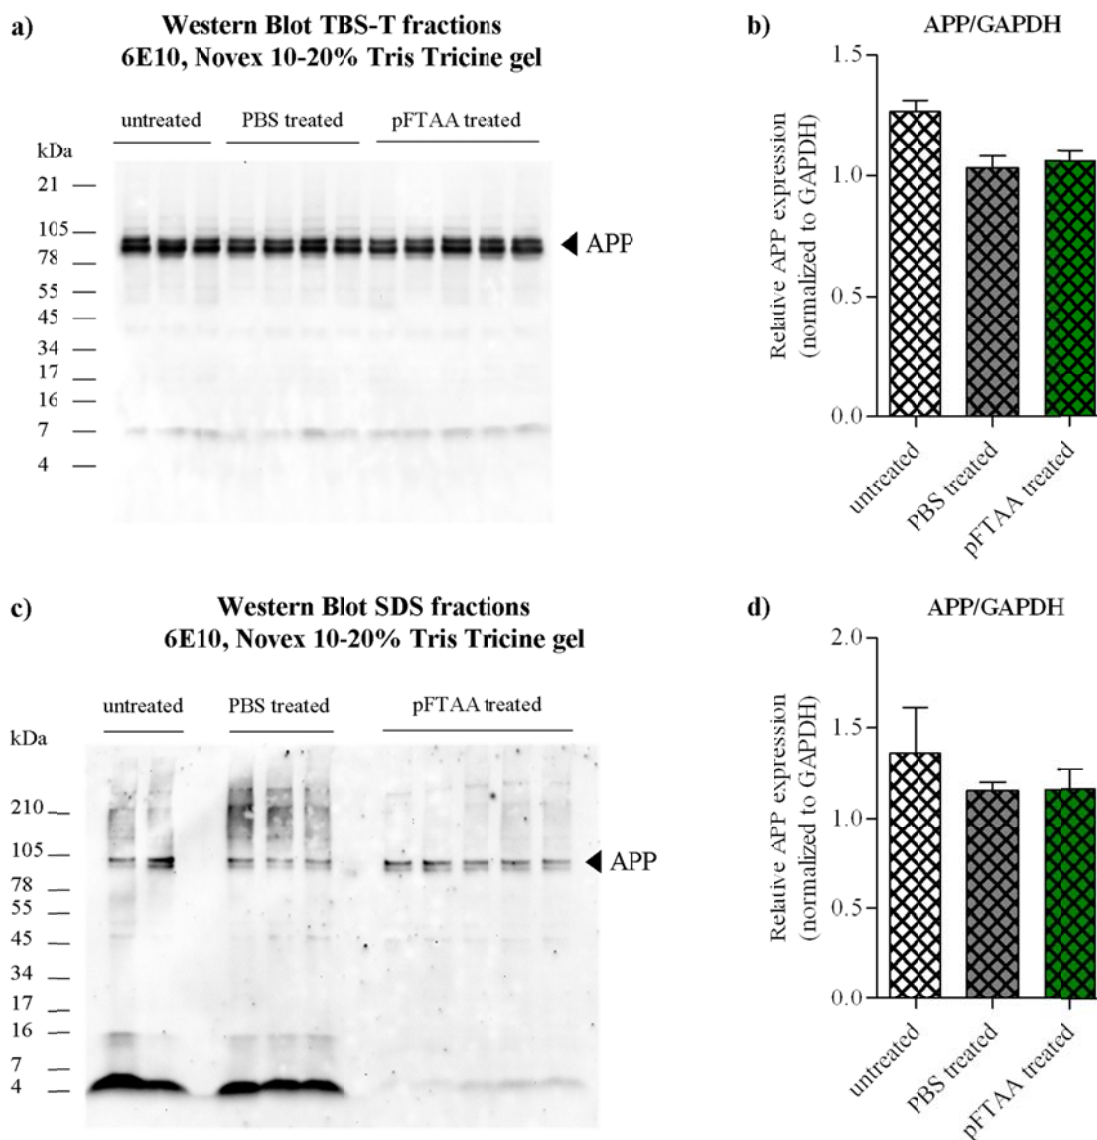 a)
Western Blot TBS-T fractions
6E10, Novex 10-20% Tris Tricine gel
untreated PBS treated pFTAA treated
kDa
21
105
78
55
45
34
17
16
7
4
APP
b)
APP/GAPDH
Relative APP expression
(normalized to GAPDH)
1.5
1.0
0.5
0.0
untreated
PBS treated
pFTAA treated
c)
Western Blot SDS fractions
6E10, Novex 10-20% Tris Tricine gel
untreated PBS treated pFTAA treated
kDa
210
105
78
55
45
34
17
16
7
4
APP
d)
APP/GAPDH
Relative APP expression
(normalized to GAPDH)
2.0
1.5
1.0
0.5
0.0
untreated
PBS treated
pFTAA treated